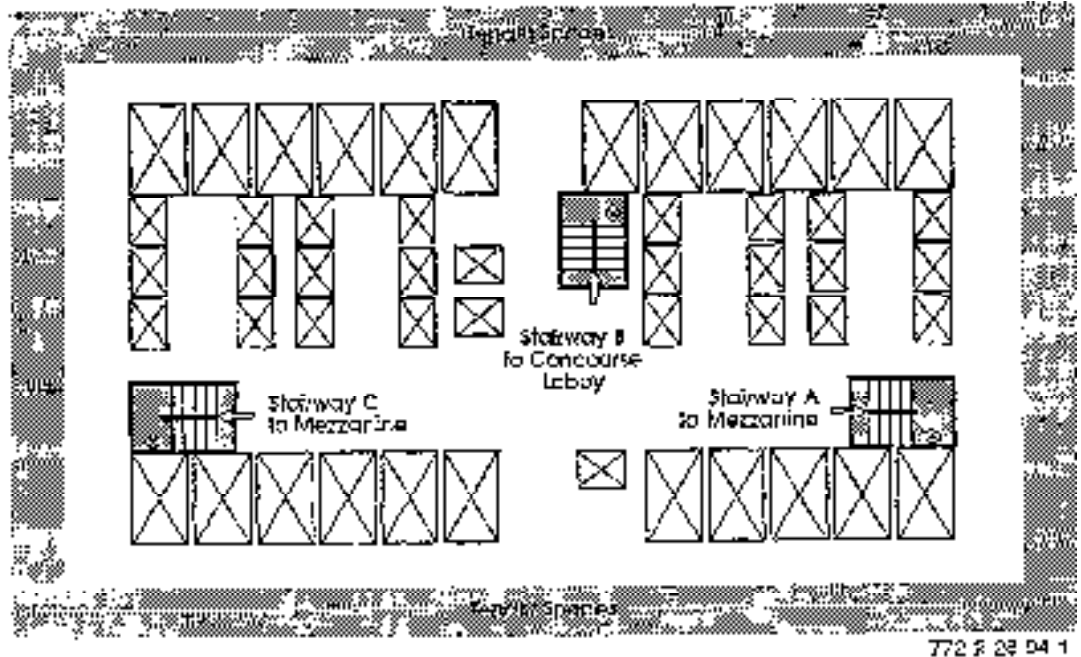 Tenant Spaces
Stairway B
to Concourse
Lobby
Stairway C
to Mezzanine
Stairway A
to Mezzanine
Tenant Spaces